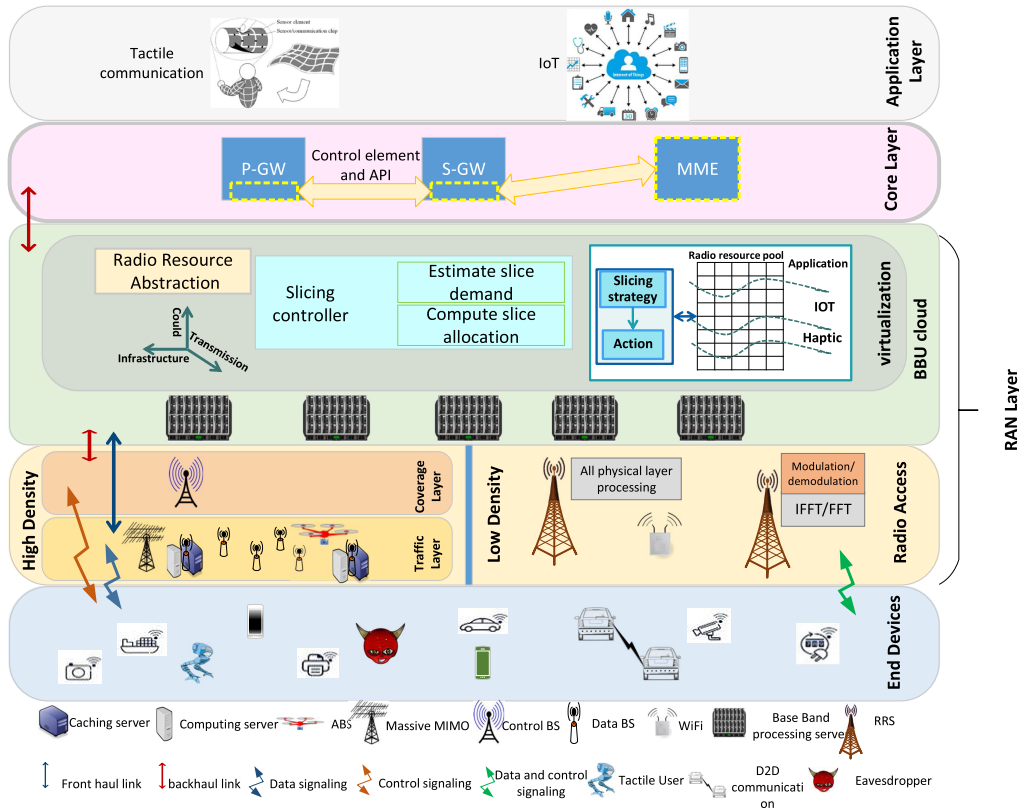 Sensor element
Sensor/communication chip
Tactile
communication
IoT
Internet of Things
Application
Layer
Core Layer
P-GW
Control element
and API
S-GW
MME
Radio Resource
Abstraction
Slicing
controller
Estimate slice
demand
Compute slice
allocation
Slicing
strategy
Action
Radio resource pool
Application
IOT
Haptic
Could
Infrastructure
Transmission
virtualization
BBU cloud
RAN Layer
High Density
Coverage
Layer
Traffic
Layer
Low Density
All physical layer
processing
Modulation/
demodulation
IFFT/FFT
Radio Access
End Devices
Caching server
Computing server
ABS
Massive MIMO
Control BS
Data BS
WiFi
Base Band
processing serve
RRS
Front haul link
backhaul link
Data signaling
Control signaling
Data and control
signaling
Tactile User
D2D
communicati
on
Eavesdropper